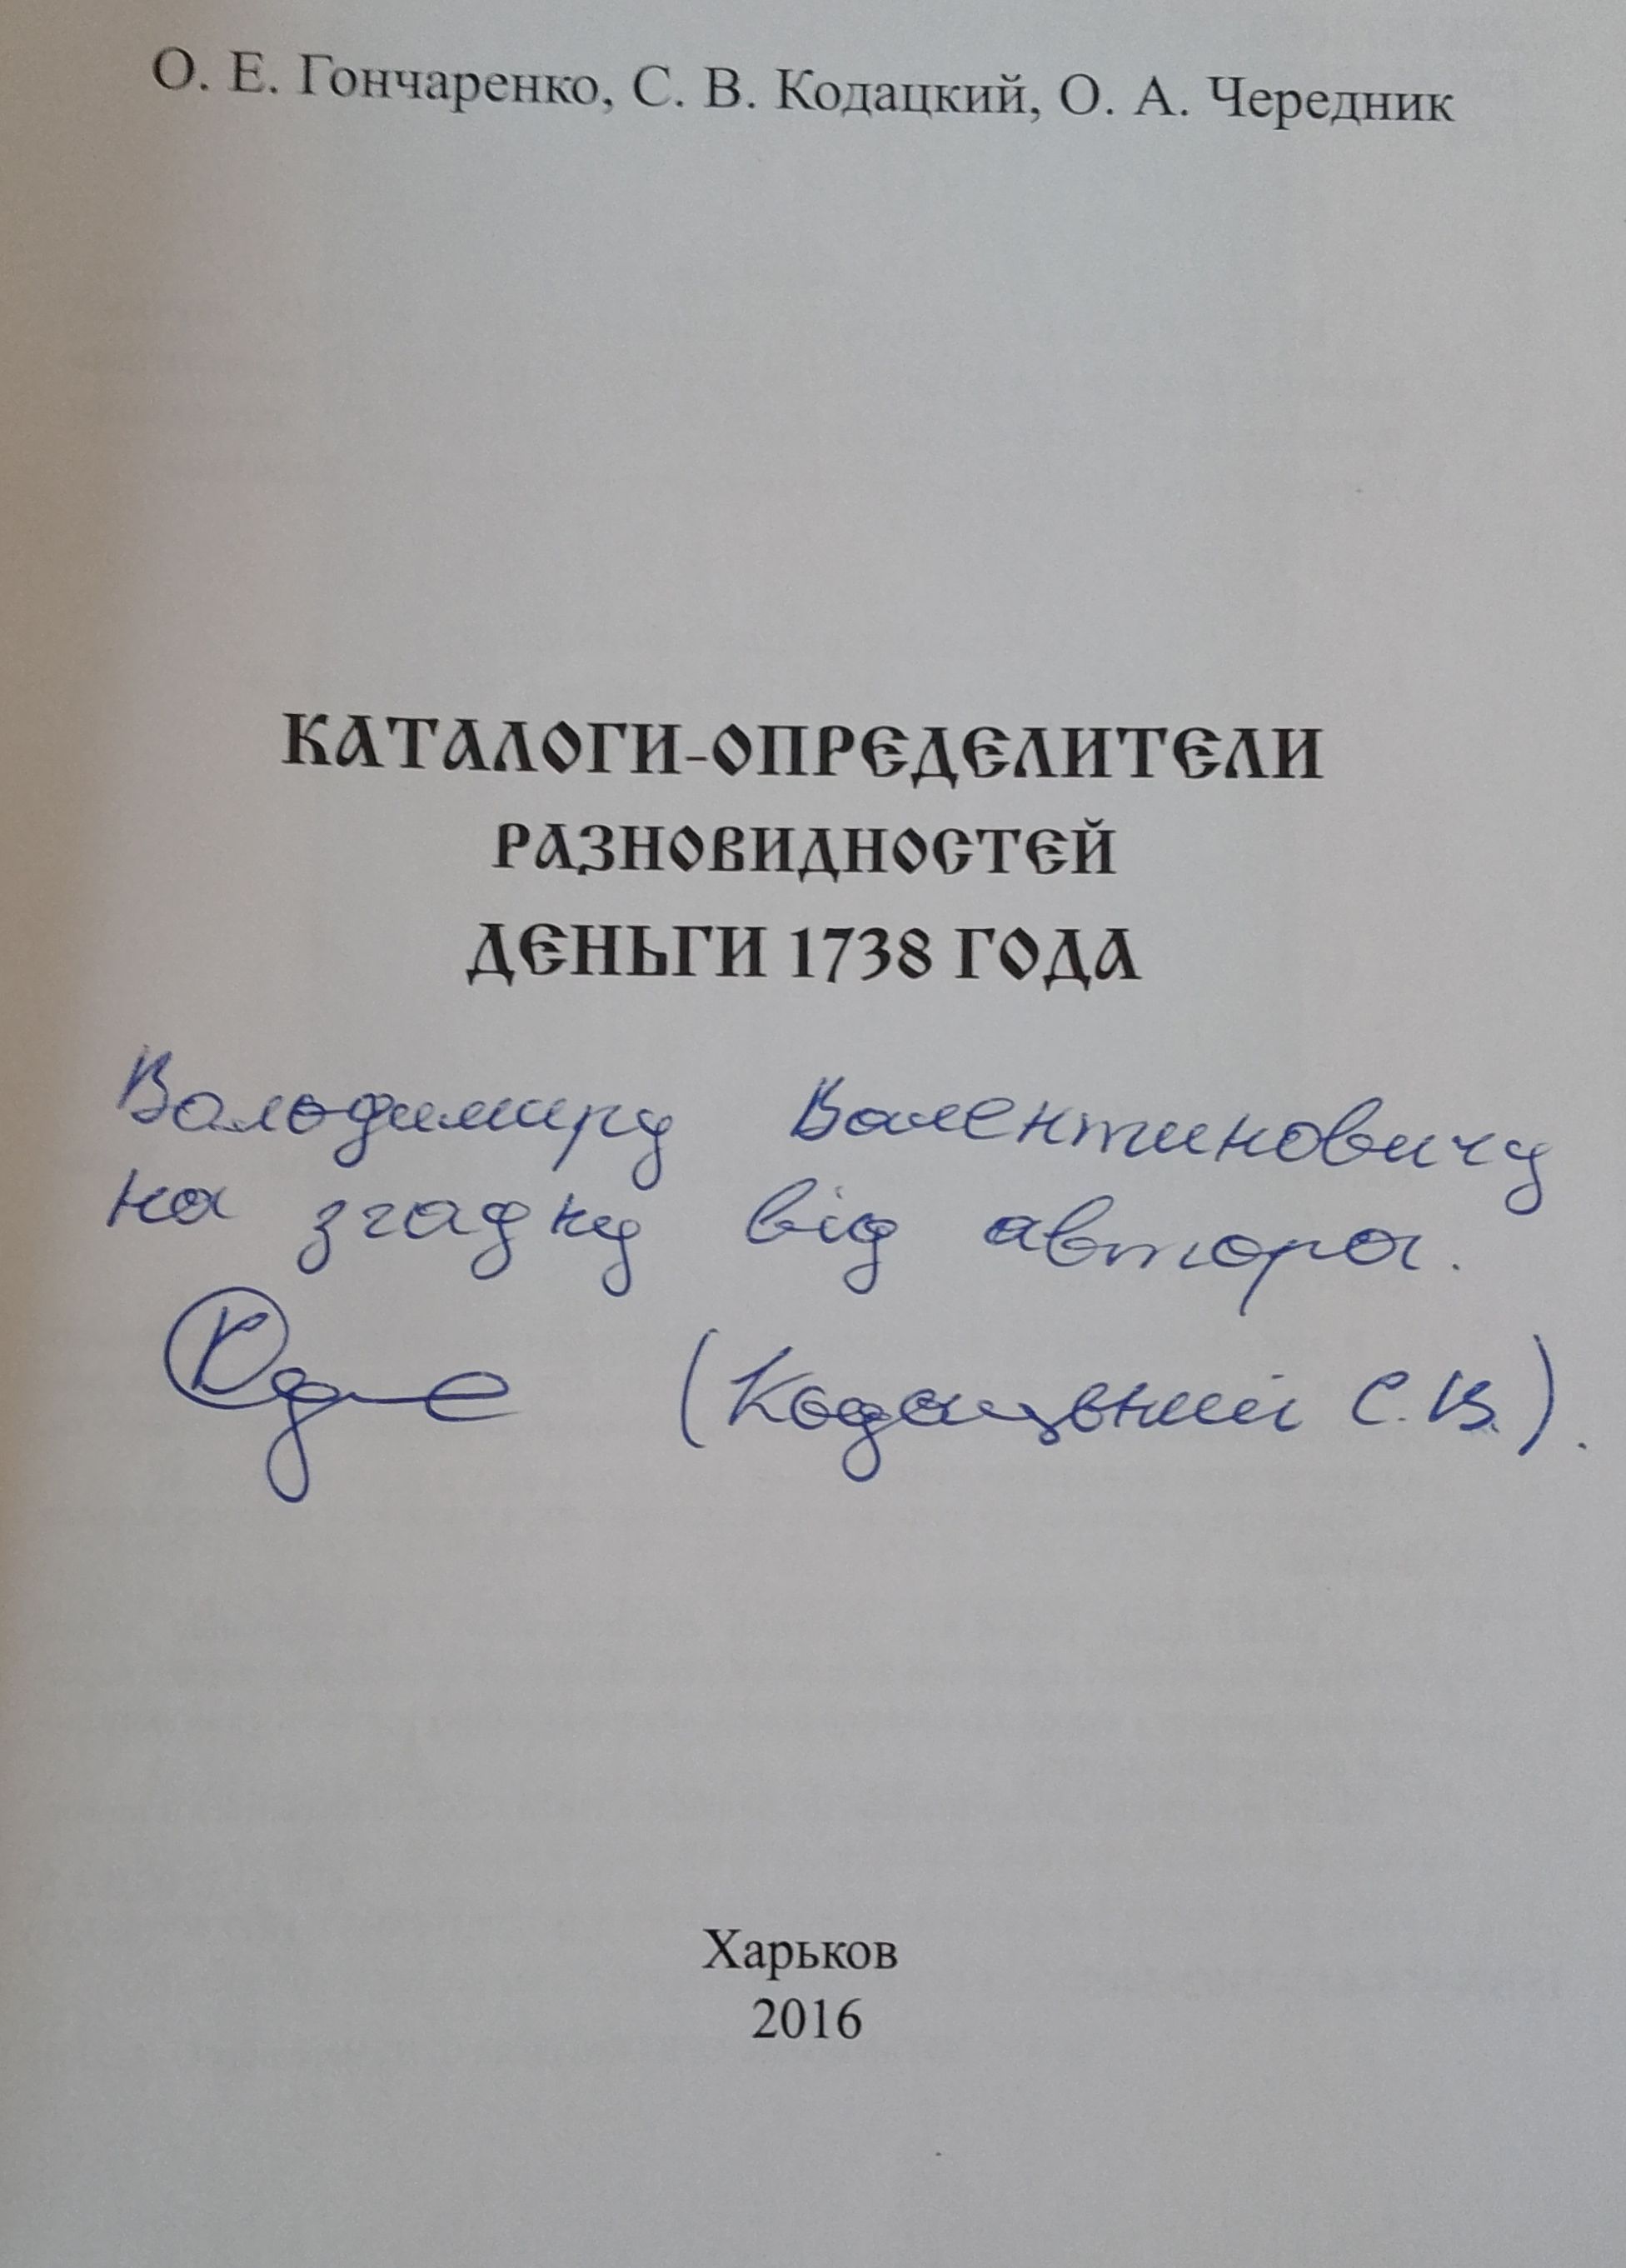 О. Е. Гончаренко, С. В. Кодацкий, О. А. Чередник
КАТАЛОГИ-ОПРЕДЕЛИТЕЛИ
РАЗНОВИДНОСТЕЙ
ДЕНЬГИ 1738 ГОДА
Володимиру Валентиновичу
на згадку від автора.
(Кодацький С.В.).
Харьков
2016